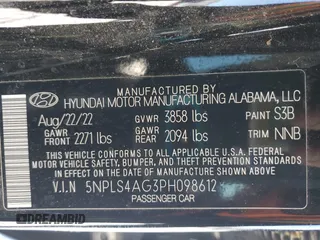 MANUFACTURED BY
HYUNDAI MOTOR MANUFACTURING ALABAMA, LLC
Aug/22/22 GVWR 3858 lbs PAINT S3B
GAWR FRONT 2271 lbs GAWR REAR 2094 lbs TRIM NNB
THIS VEHICLE CONFORMS TO ALL APPLICABLE U.S. FEDERAL
MOTOR VEHICLE SAFETY, BUMPER, AND THEFT PREVENTION
STANDARDS IN EFFECT ON THE DATE OF MANUFACTURE SHOWN ABOVE.
V.I.N 5NPLS4AG3PH098612
PASSENGER CAR
DREAMBID